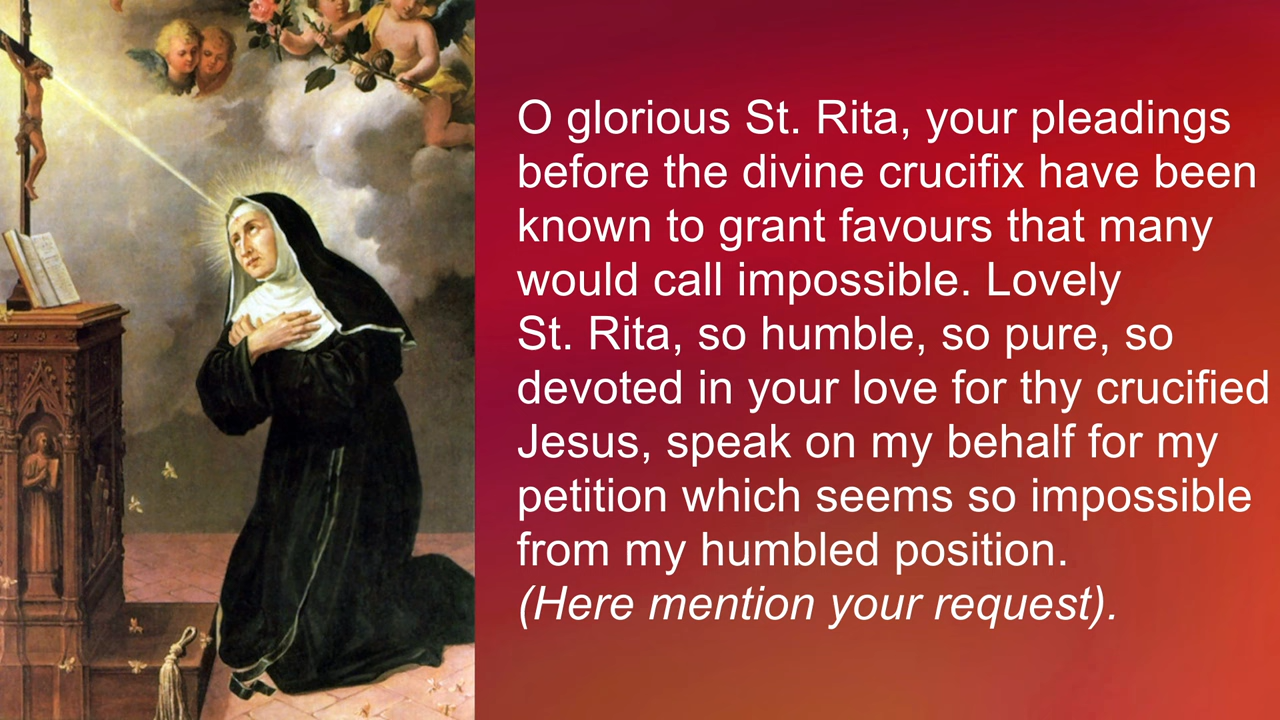 O glorious St. Rita, your pleadings
before the divine crucifix have been
known to grant favours that many
would call impossible. Lovely
St. Rita, so humble, so pure, so
devoted in your love for thy crucified
Jesus, speak on my behalf for my
petition which seems so impossible
from my humbled position.
(Here mention your request).